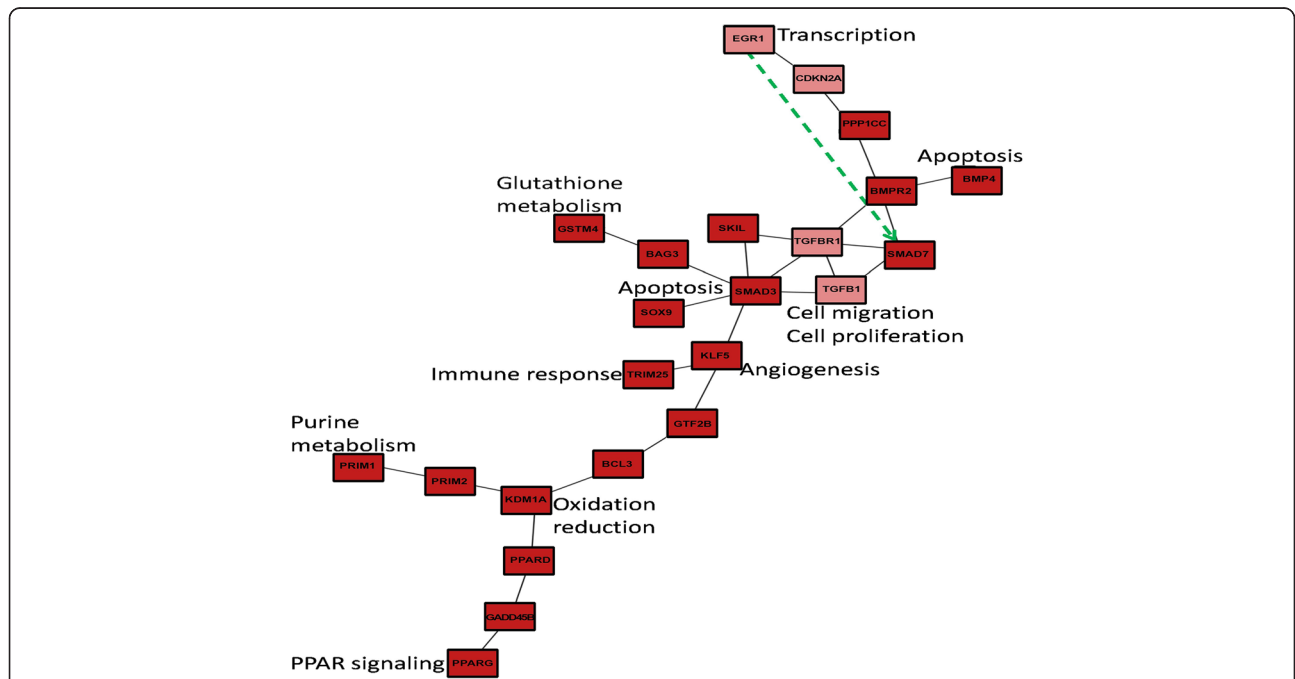 EGR1
Transcription
CDKN2A
PPP1CC
Apoptosis
BMP4
BMPR2
Glutathione
metabolism
GSTM4
SKIL
TGFBR1
BAG3
SMAD7
Apoptosis
SMAD3
TGFB1
SOX9
Cell migration
Cell proliferation
KLF5
Angiogenesis
Immune response
TRIM25
GTF2B
Purine
metabolism
BCL3
PRIM1
PRIM2
KDM1A
Oxidation
reduction
PPARD
GADD45B
PPAR signaling
PPARG